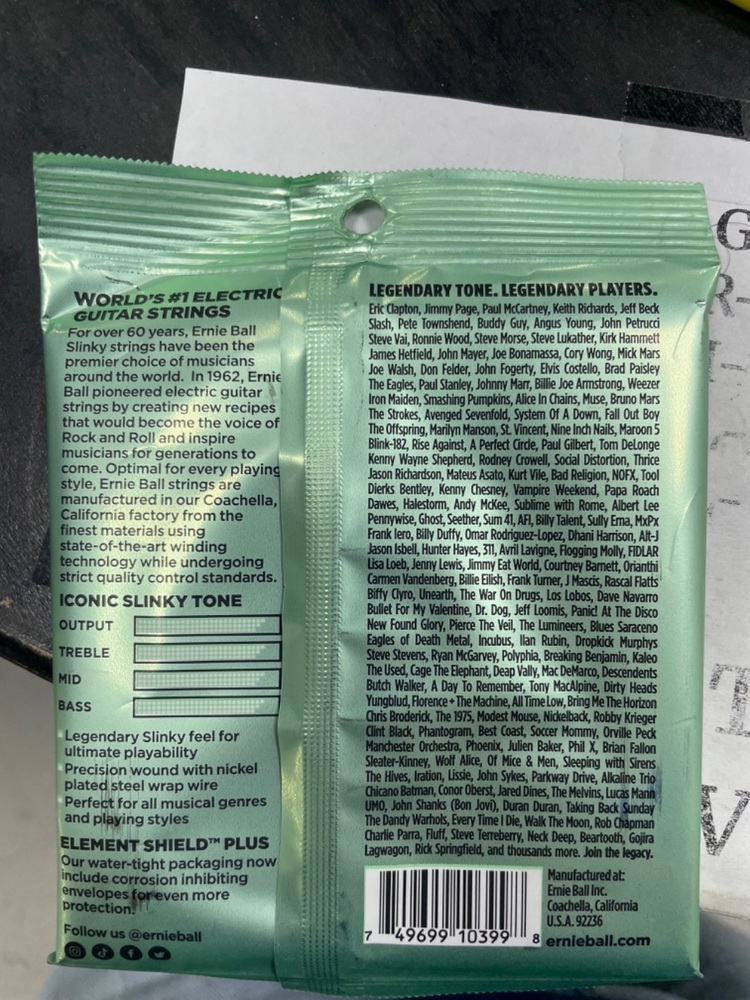 WORLD'S #1 ELECTRIC
GUITAR STRINGS
For over 60 years, Ernie Ball
Slinky strings have been the
premier choice of musicians
around the world. In 1962, Ernie
Ball pioneered electric guitar
strings by creating new recipes
that would become the voice of
Rock and Roll and inspire
musicians for generations to
come. Optimal for every playing
style, Ernie Ball strings are
manufactured in our Coachella,
California factory from the
finest materials using
state-of-the-art winding
technology while undergoing
strict quality control standards.
ICONIC SLINKY TONE
OUTPUT
TREBLE
MID
BASS
Legendary Slinky feel for
ultimate playability
Precision wound with nickel
plated steel wrap wire
Perfect for all musical genres
and playing styles
ELEMENT SHIELD™ PLUS
Our water-tight packaging now
include corrosion inhibiting
envelopes for even more
protection.
Follow us @ernieball
LEGENDARY TONE. LEGENDARY PLAYERS.
Eric Clapton, Jimmy Page, Paul McCartney, Keith Richards, Jeff Beck
Slash, Pete Townshend, Buddy Guy, Angus Young, John Petrucci
Steve Vai, Ronnie Wood, Steve Morse, Steve Lukather, Kirk Hammett
James Hetfield, John Mayer, Joe Bonamassa, Cory Wong, Mick Mars
Joe Walsh, Don Felder, John Fogerty, Elvis Costello, Brad Paisley
The Eagles, Paul Stanley, Johnny Marr, Billie Joe Armstrong, Weezer
Iron Maiden, Smashing Pumpkins, Alice In Chains, Muse, Bruno Mars
The Strokes, Avenged Sevenfold, System Of A Down, Fall Out Boy
The Offspring, Marilyn Manson, St. Vincent, Nine Inch Nails, Maroon 5
Blink-182, Rise Against, A Perfect Circle, Paul Gilbert, Tom DeLonge
Kenny Wayne Shepherd, Rodney Crowell, Social Distortion, Thrice
Jason Richardson, Mateus Asato, Kurt Vile, Bad Religion, NOFX, Tool
Dierks Bentley, Kenny Chesney, Vampire Weekend, Papa Roach
Dawes, Halestorm, Andy McKee, Sublime with Rome, Albert Lee
Pennywise, Ghost, Seether, Sum 41, AFI, Billy Talent, Sully Erna, MxPx
Frank Iero, Billy Duffy, Omar Rodriguez-Lopez, Dhani Harrison, Alt-J
Jason Isbell, Hunter Hayes, 311, Avril Lavigne, Flogging Molly, FIDLAR
Lisa Loeb, Jenny Lewis, Jimmy Eat World, Courtney Barnett, Orianthi
Carmen Vandenberg, Billie Eilish, Frank Turner, J Mascis, Rascal Flatts
Biffy Clyro, Unearth, The War On Drugs, Los Lobos, Dave Navarro
Bullet For My Valentine, Dr. Dog, Jeff Loomis, Panic! At The Disco
New Found Glory, Pierce The Veil, The Lumineers, Blues Saraceno
Eagles of Death Metal, Incubus, Ilan Rubin, Dropkick Murphys
Steve Stevens, Ryan McGarvey, Polyphia, Breaking Benjamin, Kaleo
The Used, Cage The Elephant, Deap Vally, Mac DeMarco, Descendents
Butch Walker, A Day To Remember, Tony MacAlpine, Dirty Heads
Yungblud, Florence + The Machine, All Time Low, Bring Me The Horizon
Chris Broderick, The 1975, Modest Mouse, Nickelback, Robby Krieger
Clint Black, Phantogram, Best Coast, Soccer Mommy, Orville Peck
Manchester Orchestra, Phoenix, Julien Baker, Phil X, Brian Fallon
Sleater-Kinney, Wolf Alice, Of Mice & Men, Sleeping with Sirens
The Hives, Iration, Lissie, John Sykes, Parkway Drive, Alkaline Trio
Chicano Batman, Conor Oberst, Jared Dines, The Melvins, Lucas Mann
UMO, John Shanks (Bon Jovi), Duran Duran, Taking Back Sunday
The Dandy Warhols, Every Time I Die, Walk The Moon, Rob Chapman
Charlie Parra, Fluff, Steve Terreberry, Neck Deep, Beartooth, Gojira
Lagwagon, Rick Springfield, and thousands more. Join the legacy.
7 49699 10399 8
Manufactured at:
Ernie Ball Inc.
Coachella, California
U.S.A. 92236
ernieball.com